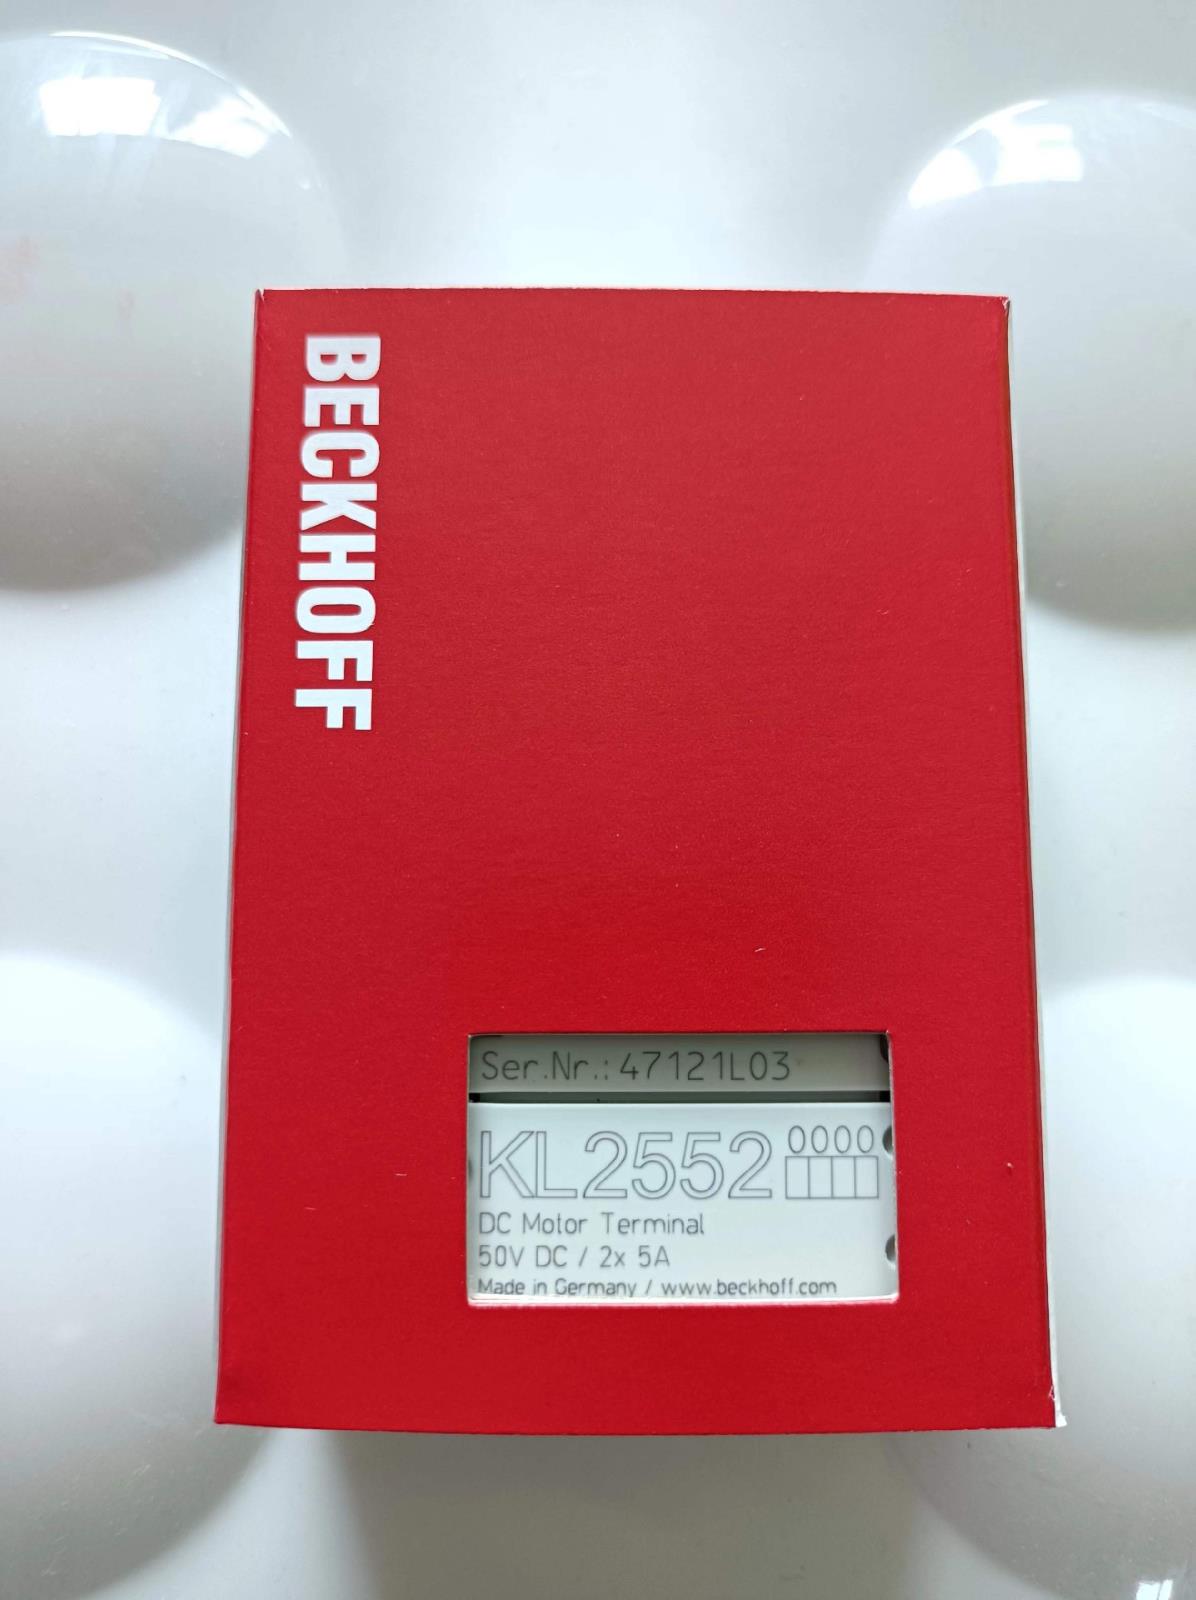 BECKHOFF
Ser.Nr.: 47121L03
KL2552 0000
DC Motor Terminal
50V DC / 2x 5A
Made in Germany / www.beckhoff.com